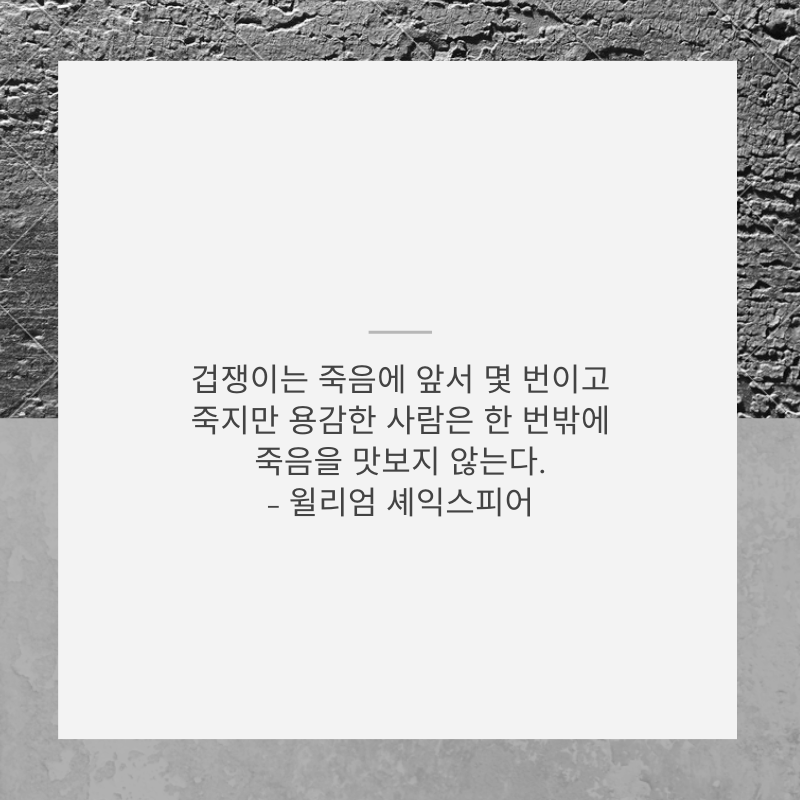 겁쟁이는 죽음에 앞서 몇 번이고
죽지만 용감한 사람은 한 번밖에
죽음을 맛보지 않는다.
– 윌리엄 셰익스피어